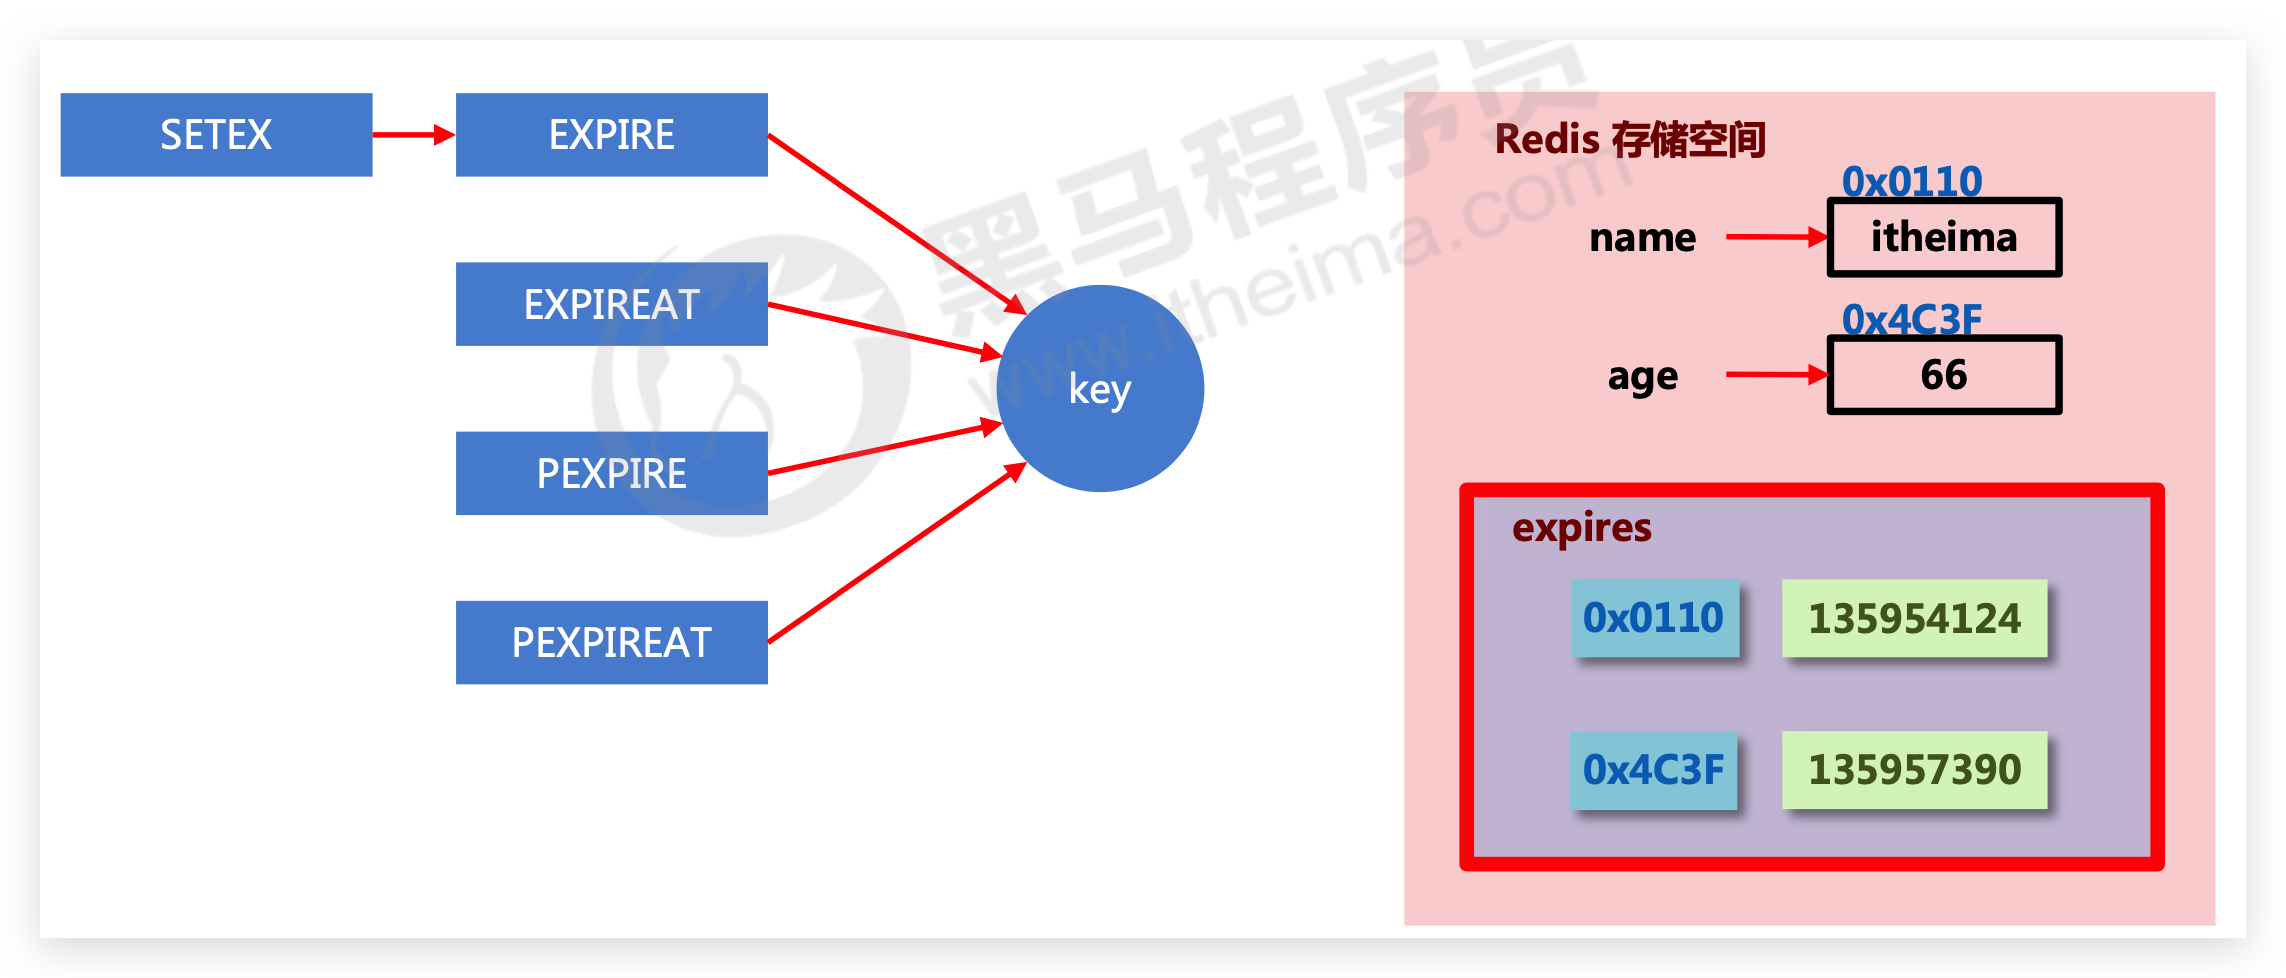 SETEX
EXPIRE
EXPIREAT
PEXPIRE
PEXPIREAT
key
黑马程序员
www.itheima.com
Redis 存储空间
0x0110
name
itheima
0x4C3F
age
66
expires
0x0110
135954124
0x4C3F
135957390